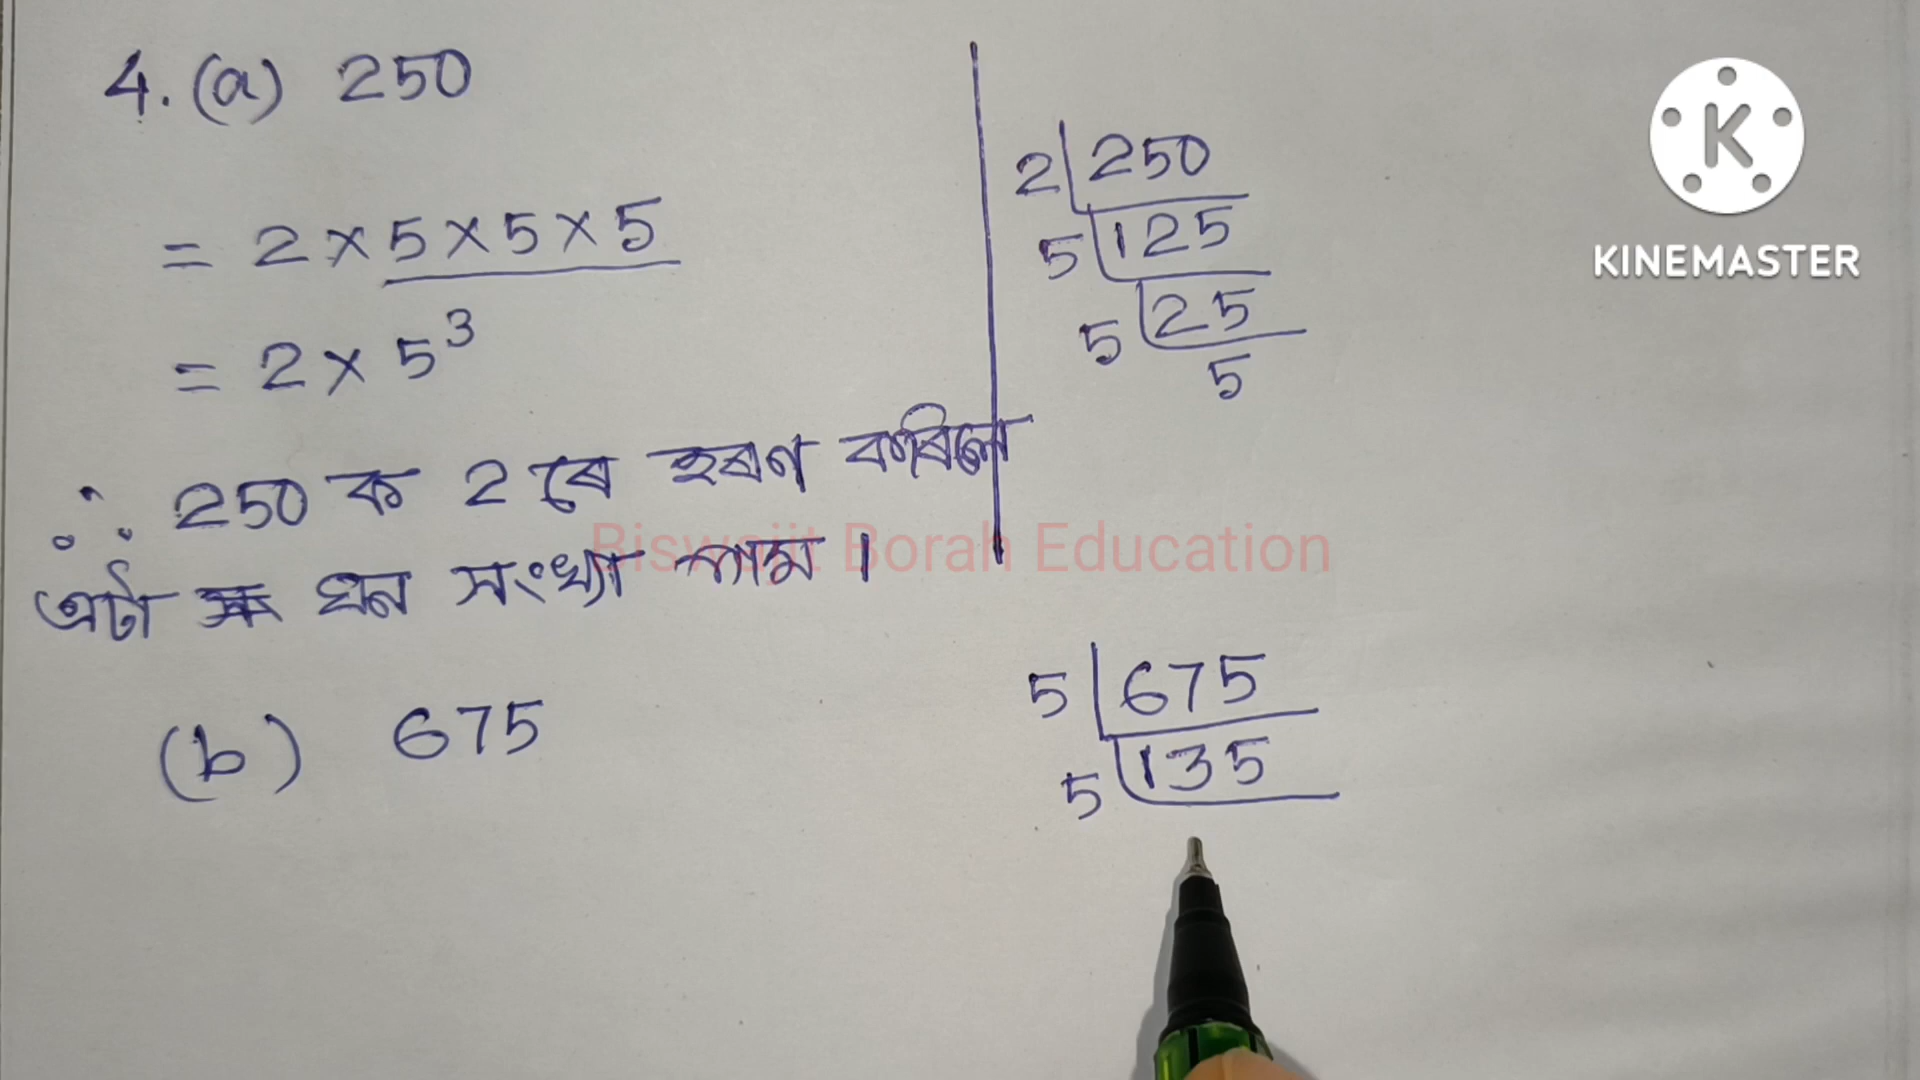 4. (a) 250
= 2 × 5 × 5 × 5
= 2 × 5³
∴ 250 ক 2 ৰে হৰণ কৰিলে
এটা ঘন সংখ্যা পাম ।
2 250
5 125
5 25
5
(b) 675
5 675
5 135
Biswajit Borah Education
K
KINEMASTER